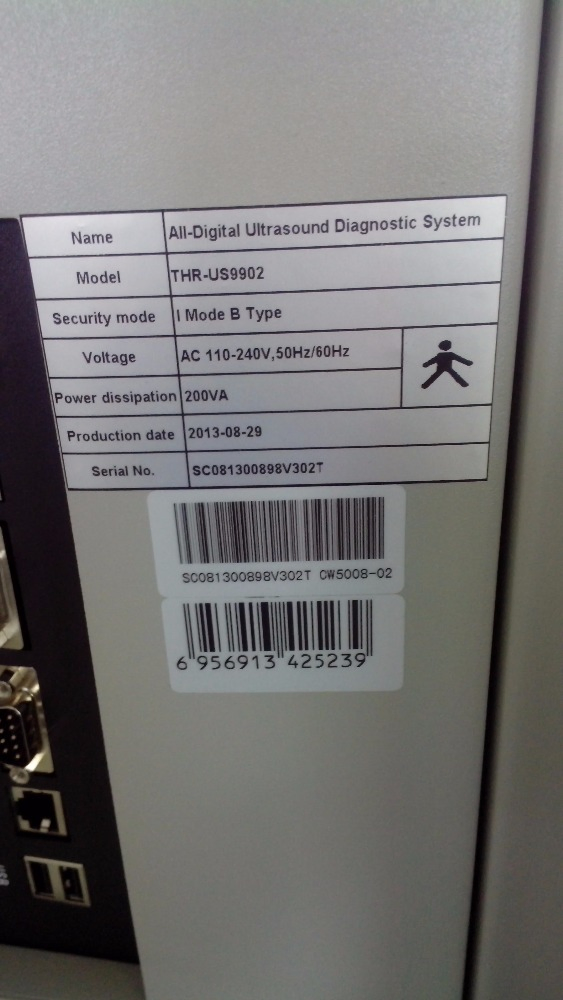 Name All-Digital Ultrasound Diagnostic System
Model THR-US9902
Security mode I Mode B Type
Voltage AC 110-240V,50Hz/60Hz
Power dissipation 200VA
Production date 2013-08-29
Serial No. SC081300898V302T
SC081300898V302T CW5008-02
6 956913 425239